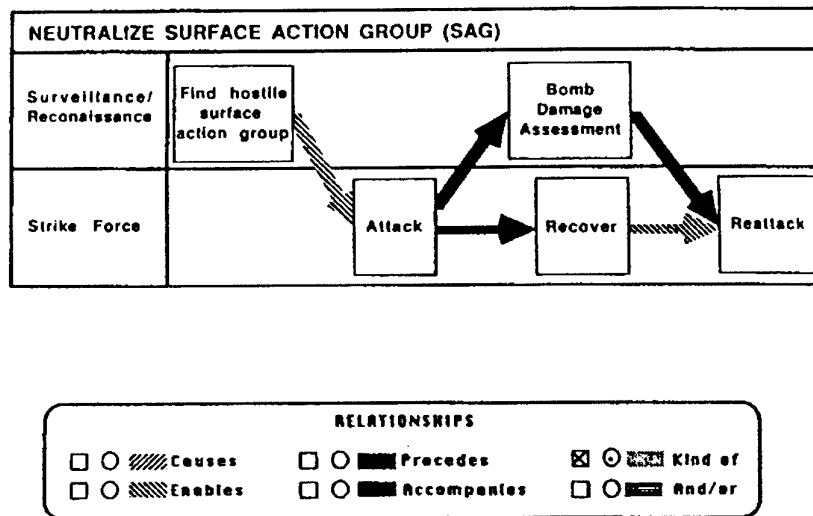 NEUTRALIZE SURFACE ACTION GROUP (SAG)
Surveillance/
Reconaissance
Find hostile
surface
action group
Bomb
Damage
Assessment
Strike Force
Attack
Recover
Reattack
RELATIONSHIPS
Causes Precedes Kind of
Enables Accompanies And/or